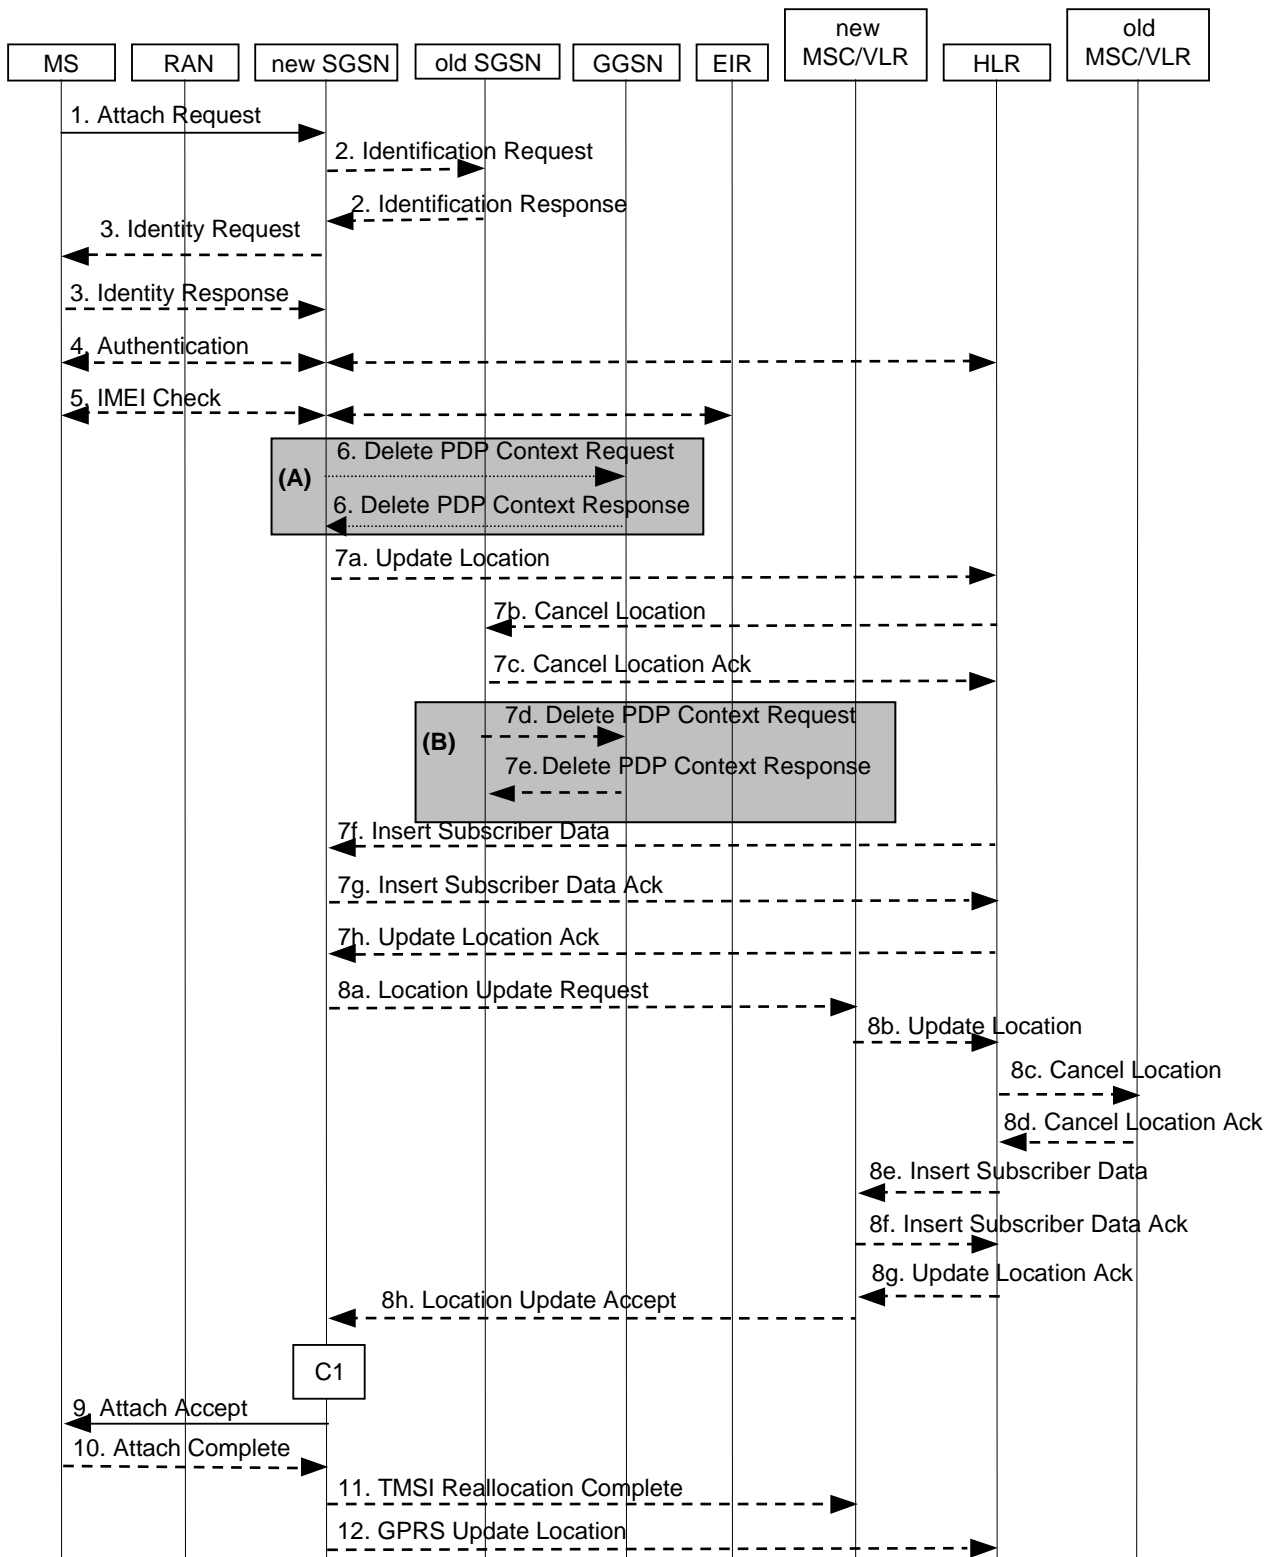 new
MSC/VLR
old
MSC/VLR
MS
RAN
new SGSN
old SGSN
GGSN
EIR
HLR
1. Attach Request
2. Identification Request
2. Identification Response
3. Identity Request
3. Identity Response
4. Authentication
5. IMEI Check
(A)
6. Delete PDP Context Request
6. Delete PDP Context Response
7a. Update Location
7b. Cancel Location
7c. Cancel Location Ack
(B)
7d. Delete PDP Context Request
7e. Delete PDP Context Response
7f. Insert Subscriber Data
7g. Insert Subscriber Data Ack
7h. Update Location Ack
8a. Location Update Request
8b. Update Location
8c. Cancel Location
8d. Cancel Location Ack
8e. Insert Subscriber Data
8f. Insert Subscriber Data Ack
8g. Update Location Ack
8h. Location Update Accept
C1
9. Attach Accept
10. Attach Complete
11. TMSI Reallocation Complete
12. GPRS Update Location